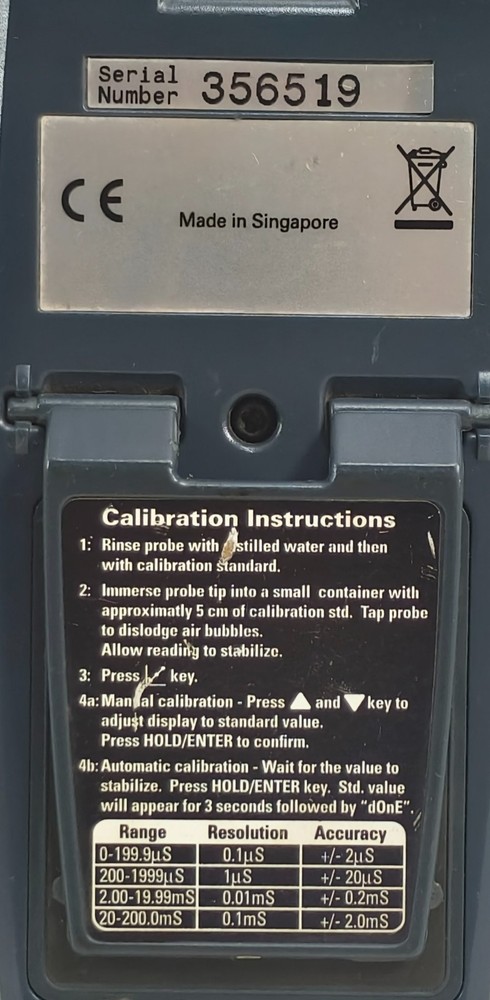 Serial
Number 356519
CE
Made in Singapore
Calibration Instructions
1: Rinse probe with stilled water and then
with calibration standard.
2: Immerse probe tip into a small container with
approximatly 5 cm of calibration std. Tap probe
to dislodge air bubbles.
Allow reading to stabilize.
3: Press key.
4a: Manual calibration - Press ▲ and ▼ key to
adjust display to standard value.
Press HOLD/ENTER to confirm.
4b: Automatic calibration - Wait for the value to
stabilize. Press HOLD/ENTER key. Std. value
will appear for 3 seconds followed by “dOnE”.
Range Resolution Accuracy
0-199.9µS 0.1µS +/- 2µS
200-1999µS 1µS +/- 20µS
2.00-19.99mS 0.01mS +/- 0.2mS
20-200.0mS 0.1mS +/- 2.0mS